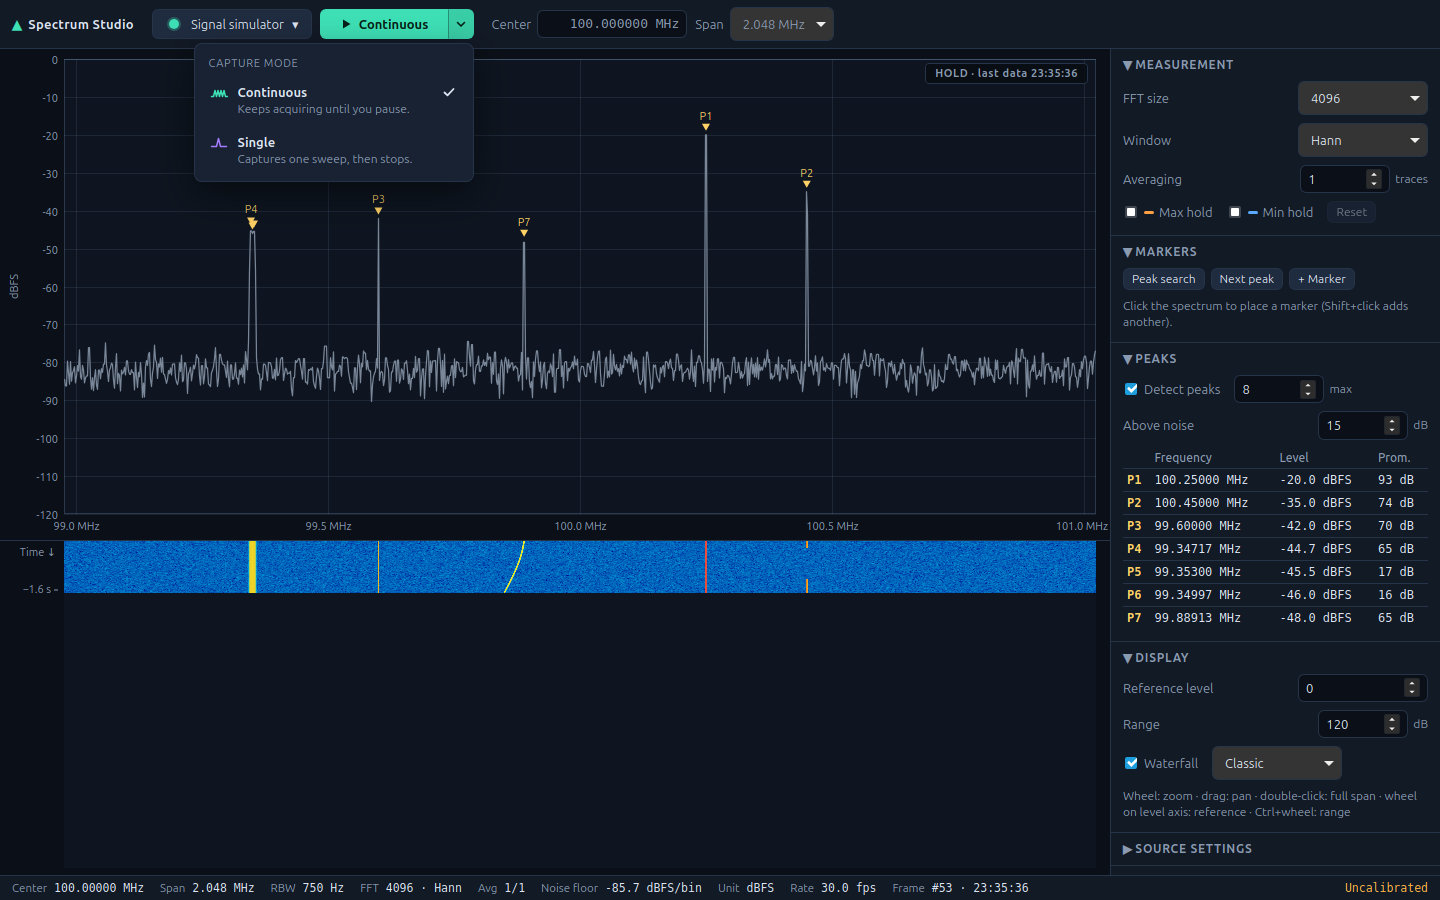 Spectrum Studio
Signal simulator ▾
Continuous
Center 100.000000 MHz
Span 2.048 MHz
CAPTURE MODE
Continuous
Keeps acquiring until you pause.
Single
Captures one sweep, then stops.
HOLD · last data 23:35:36
dBFS
0
-10
-20
-30
-40
-50
-60
-70
-80
-90
-100
-110
-120
P4
P3
P7
P1
P2
99.0 MHz
99.5 MHz
100.0 MHz
100.5 MHz
101.0 MHz
Time ↓
−1.6 s
▼ MEASUREMENT
FFT size 4096
Window Hann
Averaging 1 traces
Max hold Min hold Reset
▼ MARKERS
Peak search Next peak + Marker
Click the spectrum to place a marker (Shift+click adds
another).
▼ PEAKS
Detect peaks 8 max
Above noise 15 dB
Frequency Level Prom.
P1 100.25000 MHz -20.0 dBFS 93 dB
P2 100.45000 MHz -35.0 dBFS 74 dB
P3 99.60000 MHz -42.0 dBFS 70 dB
P4 99.34717 MHz -44.7 dBFS 65 dB
P5 99.35300 MHz -45.5 dBFS 17 dB
P6 99.34997 MHz -46.0 dBFS 16 dB
P7 99.88913 MHz -48.0 dBFS 65 dB
▼ DISPLAY
Reference level 0
Range 120 dB
Waterfall Classic
Wheel: zoom · drag: pan · double-click: full span · wheel
on level axis: reference · Ctrl+wheel: range
▶ SOURCE SETTINGS
Center 100.00000 MHz Span 2.048 MHz RBW 750 Hz FFT 4096 · Hann Avg 1/1 Noise floor -85.7 dBFS/bin Unit dBFS Rate 30.0 fps Frame #53 · 23:35:36 Uncalibrated